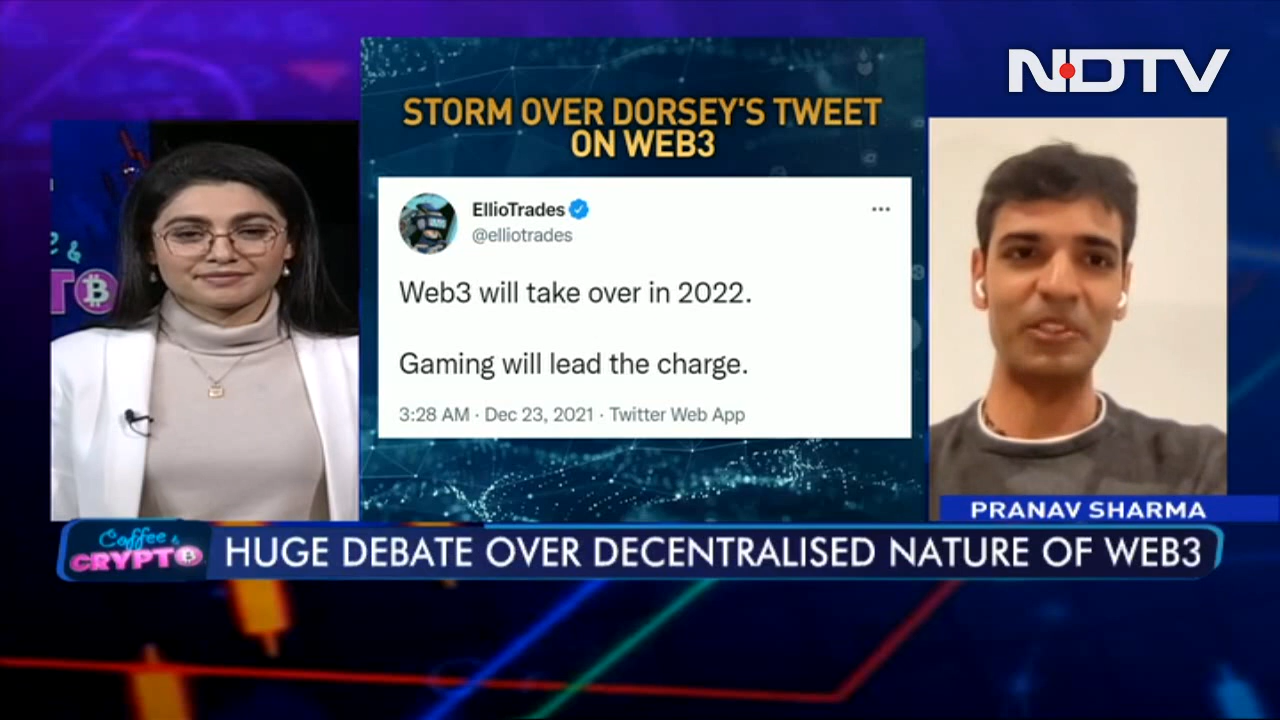 NDTV
STORM OVER DORSEY'S TWEET
ON WEB3
EllioTrades
@elliotrades
Web3 will take over in 2022.
Gaming will lead the charge.
3:28 AM · Dec 23, 2021 · Twitter Web App
PRANAV SHARMA
Coffee &
CRYPTO
HUGE DEBATE OVER DECENTRALISED NATURE OF WEB3